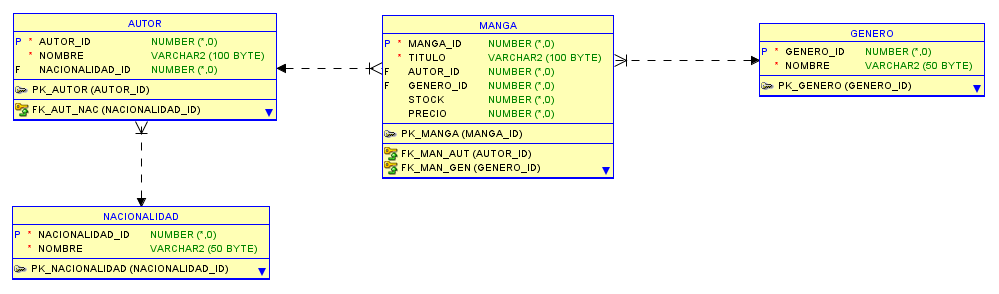 AUTOR
P * AUTOR_ID NUMBER (*,0)
* NOMBRE VARCHAR2 (100 BYTE)
F NACIONALIDAD_ID NUMBER (*,0)
PK_AUTOR (AUTOR_ID)
FK_AUT_NAC (NACIONALIDAD_ID)
MANGA
P * MANGA_ID NUMBER (*,0)
* TITULO VARCHAR2 (100 BYTE)
F AUTOR_ID NUMBER (*,0)
F GENERO_ID NUMBER (*,0)
STOCK NUMBER (*,0)
PRECIO NUMBER (*,0)
PK_MANGA (MANGA_ID)
FK_MAN_AUT (AUTOR_ID)
FK_MAN_GEN (GENERO_ID)
GENERO
P * GENERO_ID NUMBER (*,0)
* NOMBRE VARCHAR2 (50 BYTE)
PK_GENERO (GENERO_ID)
NACIONALIDAD
P * NACIONALIDAD_ID NUMBER (*,0)
* NOMBRE VARCHAR2 (50 BYTE)
PK_NACIONALIDAD (NACIONALIDAD_ID)